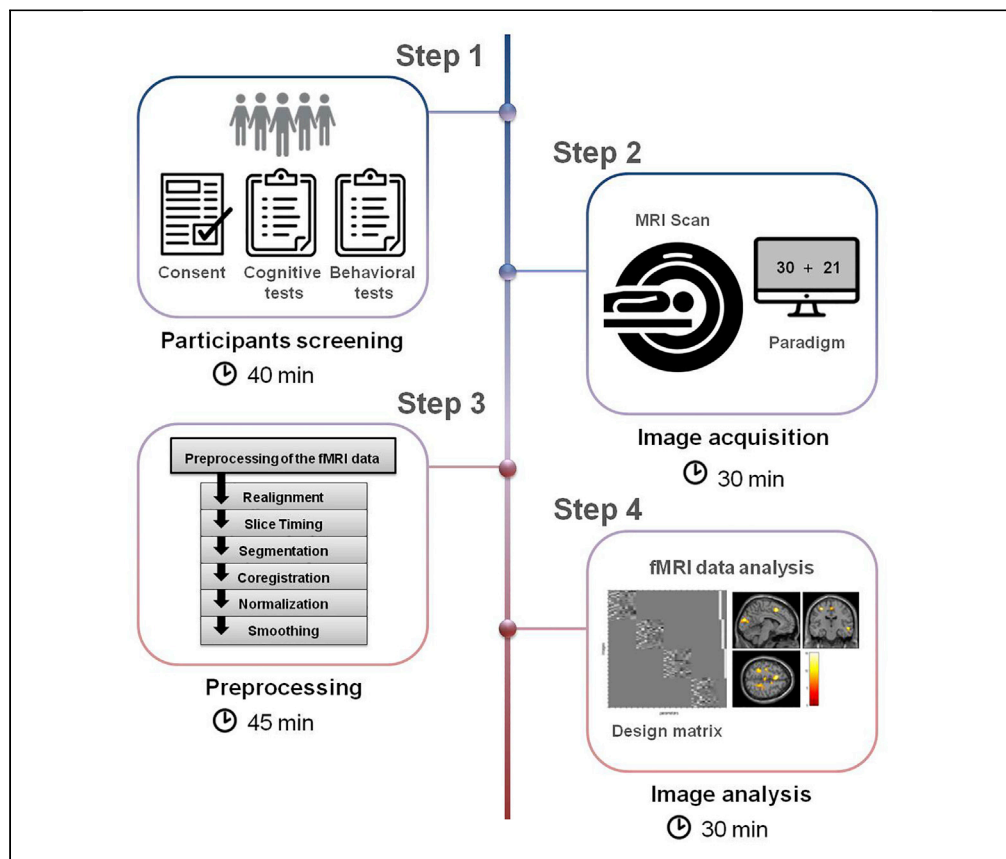 Step 1
Consent
Cognitive
tests
Behavioral
tests
Participants screening
40 min
Step 2
MRI Scan
30 + 21
Paradigm
Image acquisition
30 min
Step 3
Preprocessing of the fMRI data
Realignment
Slice Timing
Segmentation
Coregistration
Normalization
Smoothing
Preprocessing
45 min
Step 4
fMRI data analysis
images
parameters
Design matrix
Image analysis
30 min